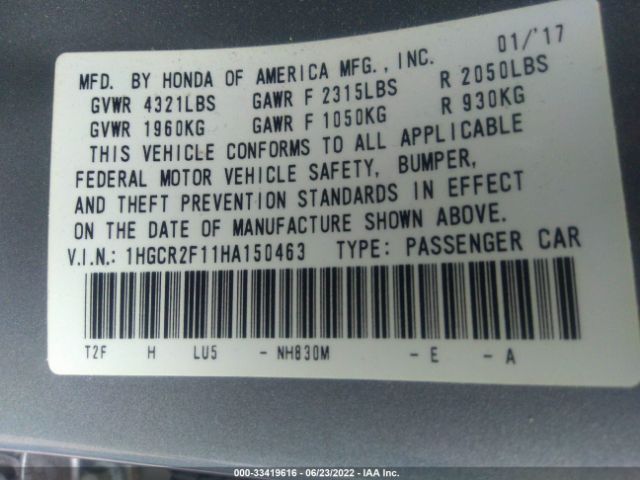 MFD. BY HONDA OF AMERICA MFG., INC. 01/'17
GVWR 4321LBS GAWR F 2315LBS R 2050LBS
GVWR 1960KG GAWR F 1050KG R 930KG
THIS VEHICLE CONFORMS TO ALL APPLICABLE
FEDERAL MOTOR VEHICLE SAFETY, BUMPER,
AND THEFT PREVENTION STANDARDS IN EFFECT
ON THE DATE OF MANUFACTURE SHOWN ABOVE.
V.I.N.: 1HGCR2F11HA150463 TYPE: PASSENGER CAR
T2F H LU5 - NH830M - E - A
000-33419616 - 06/23/2022 - IAA Inc.